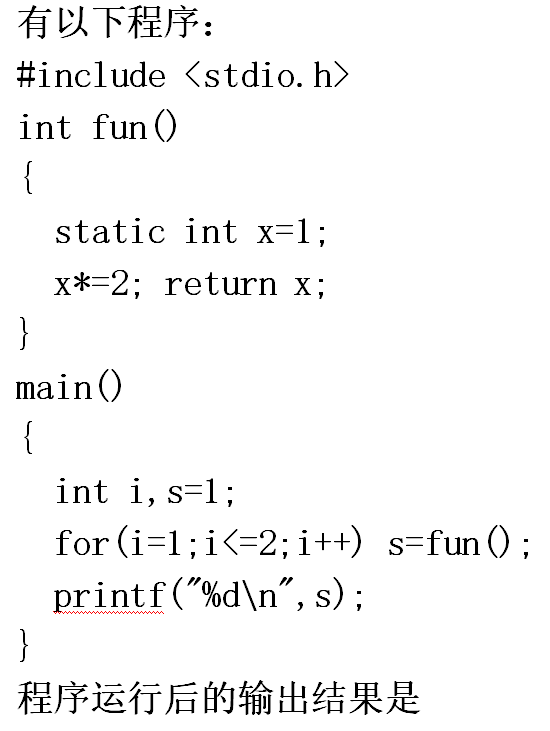 有以下程序：
#include <stdio.h>
int fun()
{
  static int x=1;
  x*=2; return x;
}
main()
{
  int i,s=1;
  for(i=1;i<=2;i++) s=fun();
  printf("%d\n",s);
}
程序运行后的输出结果是